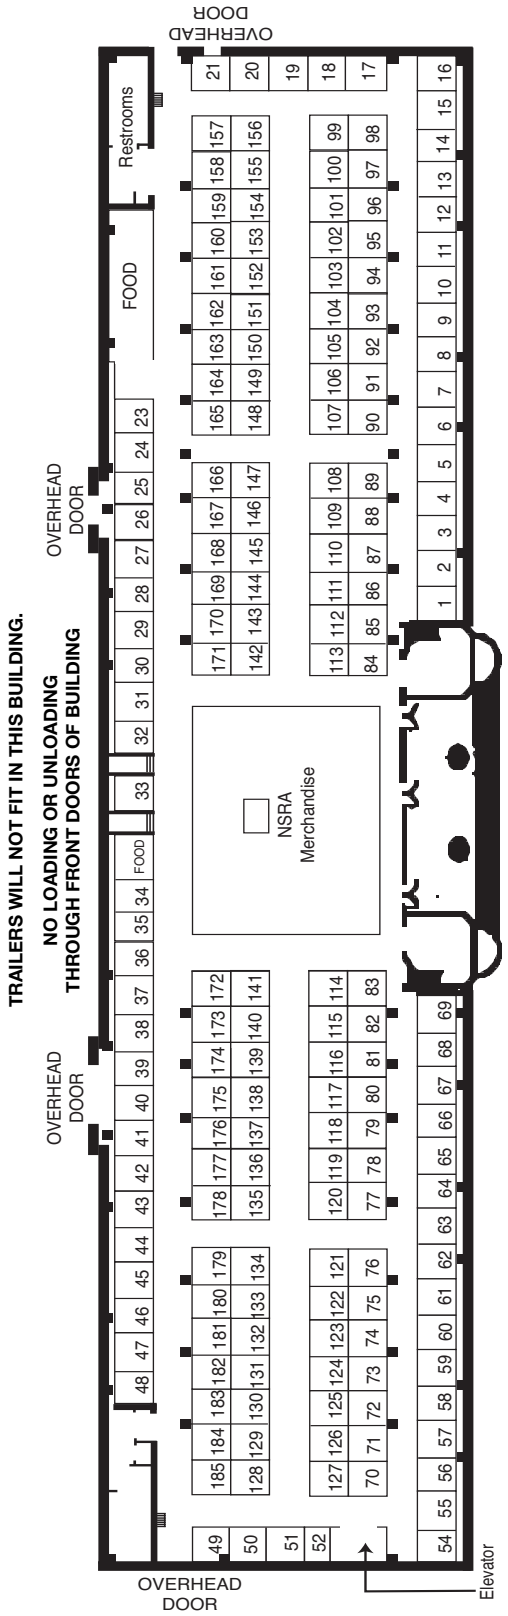 TRAILERS WILL NOT FIT IN THIS BUILDING.
NO LOADING OR UNLOADING
THROUGH FRONT DOORS OF BUILDING
OVERHEAD
DOOR
OVERHEAD
DOOR
48 47 46 45 44 43 42 41 40 39 38 37 36 35 34 FOOD 33 32 31 30 29 28 27 26 25 24 23 FOOD Restrooms
OVERHEAD
DOOR
OVERHEAD
DOOR
49 185 184 183 182 181 180 179 178 177 176 175 174 173 172 171 170 169 168 167 166 165 164 163 162 161 160 159 158 157 21
50 128 129 130 131 132 133 134 135 136 137 138 139 140 141 142 143 144 145 146 147 148 149 150 151 152 153 154 155 156 20
51 19
NSRA
Merchandise
52 127 126 125 124 123 122 121 120 119 118 117 116 115 114 113 112 111 110 109 108 107 106 105 104 103 102 101 100 99 18
70 71 72 73 74 75 76 77 78 79 80 81 82 83 84 85 86 87 88 89 90 91 92 93 94 95 96 97 98 17
54 55 56 57 58 59 60 61 62 63 64 65 66 67 68 69 1 2 3 4 5 6 7 8 9 10 11 12 13 14 15 16
Elevator